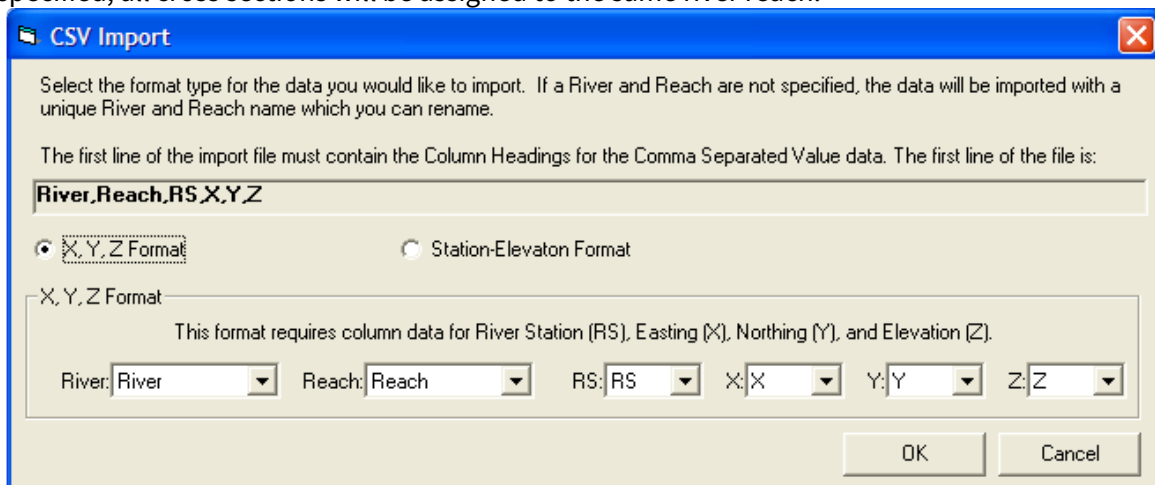 specified, all cross sections will be assigned to the same river reach.
CSV Import
Select the format type for the data you would like to import. If a River and Reach are not specified, the data will be imported with a
unique River and Reach name which you can rename.
The first line of the import file must contain the Column Headings for the Comma Separated Value data. The first line of the file is:
River,Reach,RS,X,Y,Z
X, Y, Z Format Station-Elevaton Format
X, Y, Z Format
This format requires column data for River Station (RS), Easting (X), Northing (Y), and Elevation (Z).
River: River Reach: Reach RS: RS X: X Y: Y Z: Z
OK Cancel